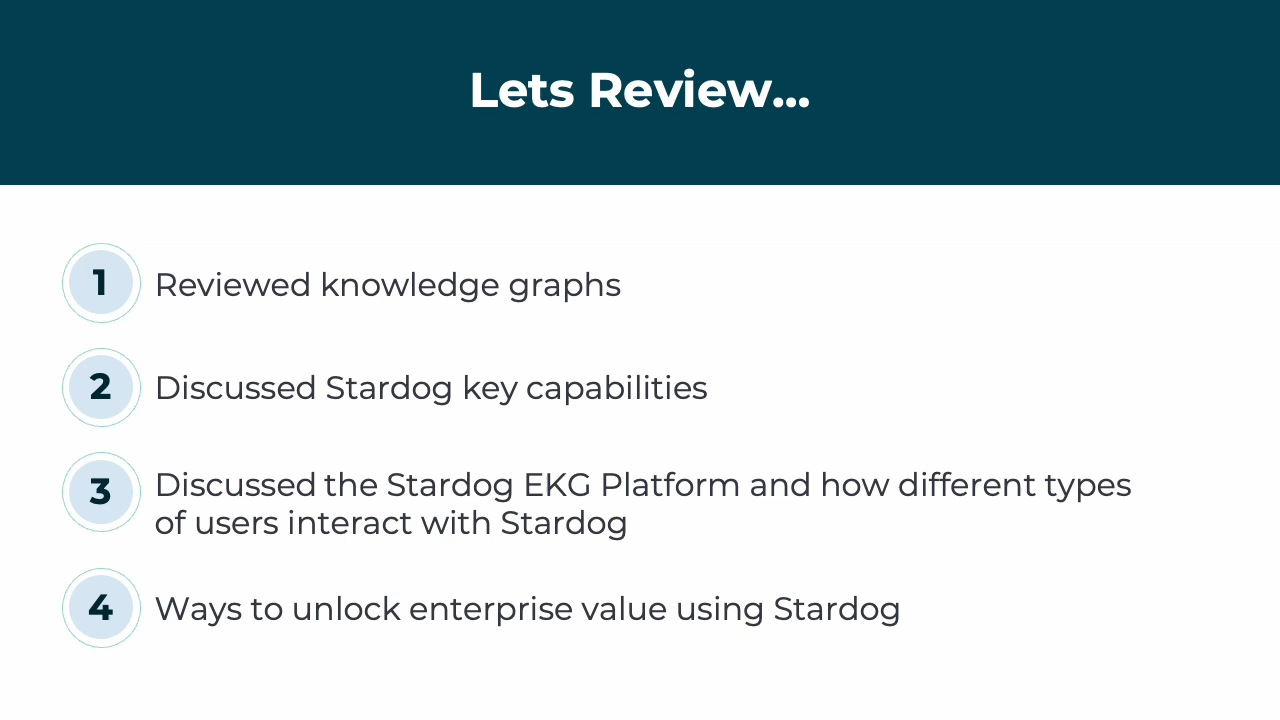 Lets Review...
1
Reviewed knowledge graphs
2
Discussed Stardog key capabilities
3
Discussed the Stardog EKG Platform and how different types
of users interact with Stardog
4
Ways to unlock enterprise value using Stardog